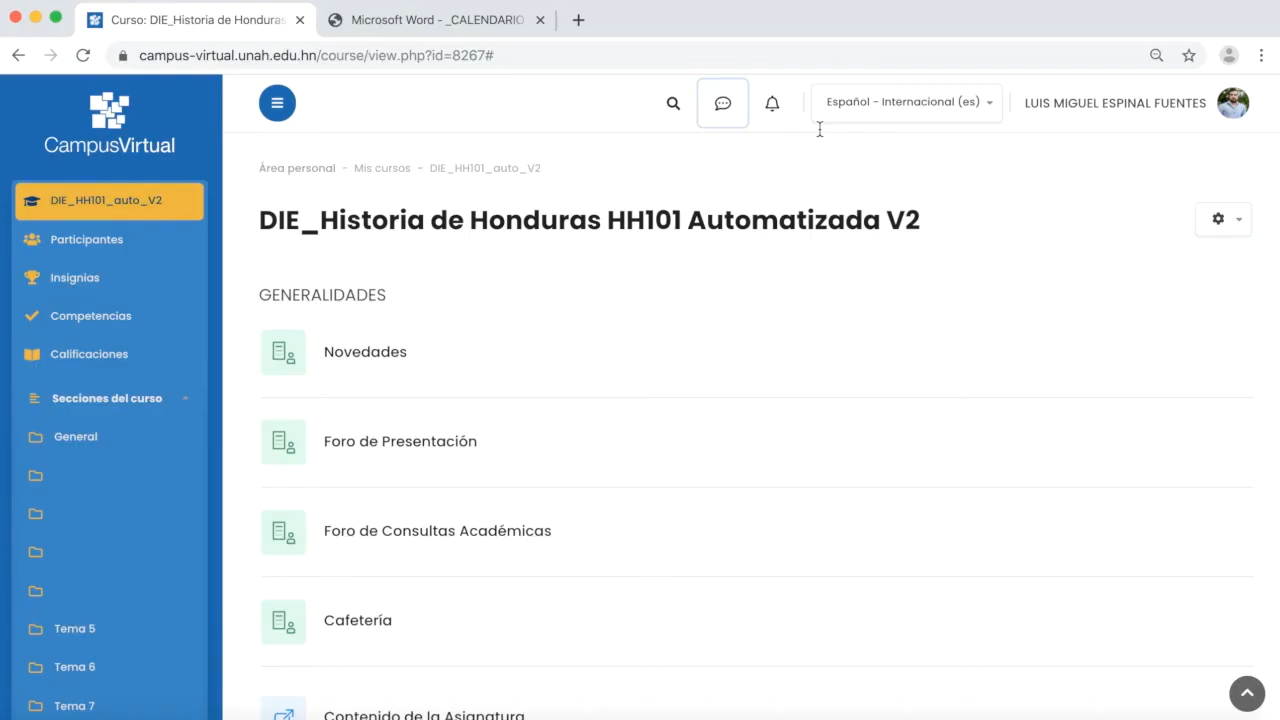 Curso: DIE_Historia de Honduras
Microsoft Word - _CALENDARIO
campus-virtual.unah.edu.hn/course/view.php?id=8267#
CampusVirtual
Español - Internacional (es)
LUIS MIGUEL ESPINAL FUENTES
Área personal - Mis cursos - DIE_HH101_auto_V2
DIE_Historia de Honduras HH101 Automatizada V2
DIE_HH101_auto_V2
Participantes
Insignias
Competencias
Calificaciones
Secciones del curso
General
Tema 5
Tema 6
Tema 7
GENERALIDADES
Novedades
Foro de Presentación
Foro de Consultas Académicas
Cafetería
Contenido de la Asignatura